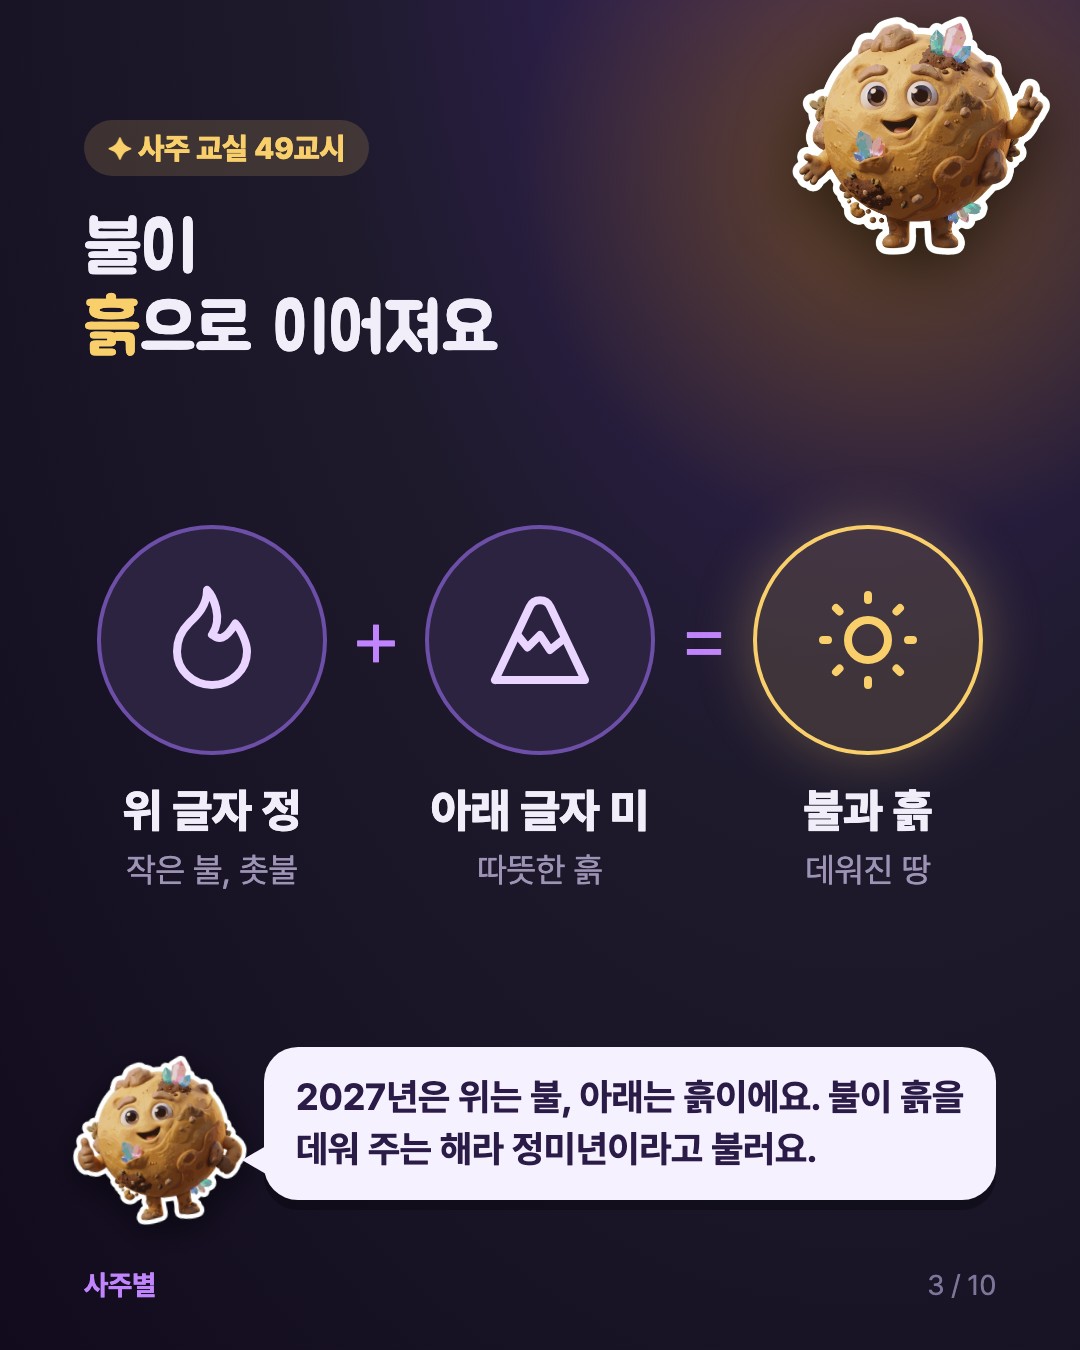 ✦ 사주 교실 49교시
불이
흙으로 이어져요
+
=
위 글자 정
아래 글자 미
불과 흙
작은 불, 촛불
따뜻한 흙
데워진 땅
2027년은 위는 불, 아래는 흙이에요. 불이 흙을
데워 주는 해라 정미년이라고 불러요.
사주별
3 / 10